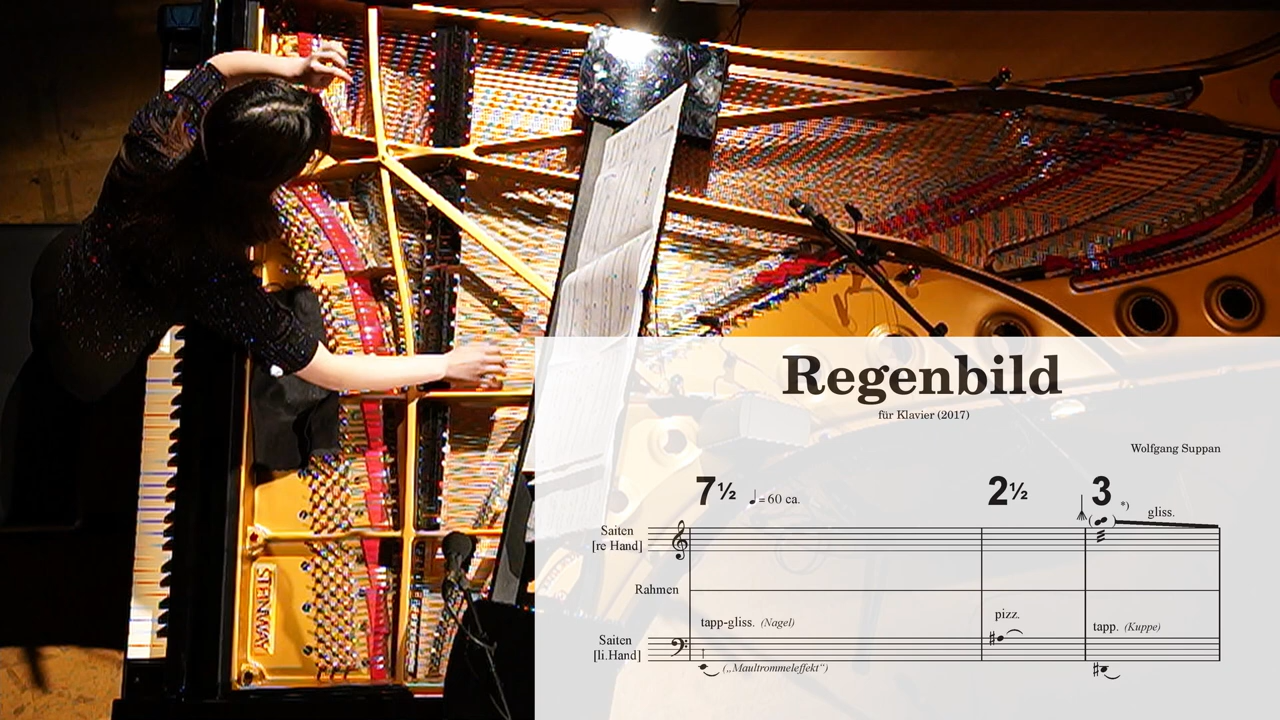 Regenbild
für Klavier (2017)
Wolfgang Suppan
7½ ♩= 60 ca. 2½ 3 *)
gliss.
Saiten
[re Hand]
Rahmen
tapp-gliss. (Nagel) pizz. tapp. (Kuppe)
Saiten
[li.Hand]
(„Maultrommeleffekt“)
STEINWAY